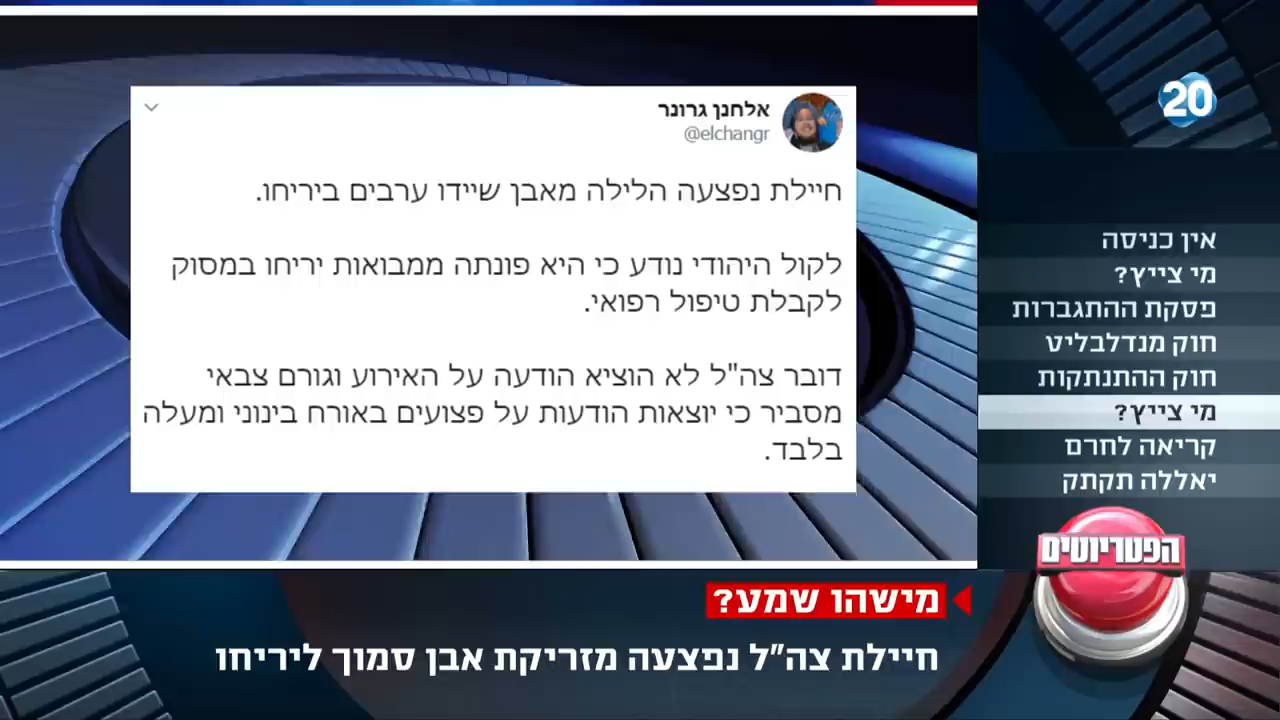 אלחנן גרונר
@elchangr
חיילת נפצעה הלילה מאבן שיידו ערבים ביריחו.
לקול היהודי נודע כי היא פונתה ממבואות יריחו במסוק
לקבלת טיפול רפואי.
דובר צה"ל לא הוציא הודעה על האירוע וגורם צבאי
מסביר כי יוצאות הודעות על פצועים באורח בינוני ומעלה
בלבד.
20
אין כניסה
מי צייץ?
פסקת ההתגברות
חוק מנדלבליט
חוק ההתנתקות
מי צייץ?
קריאה לחרם
יאללה תקתק
הפטריוטים
מישהו שמע?
חיילת צה"ל נפצעה מזריקת אבן סמוך ליריחו